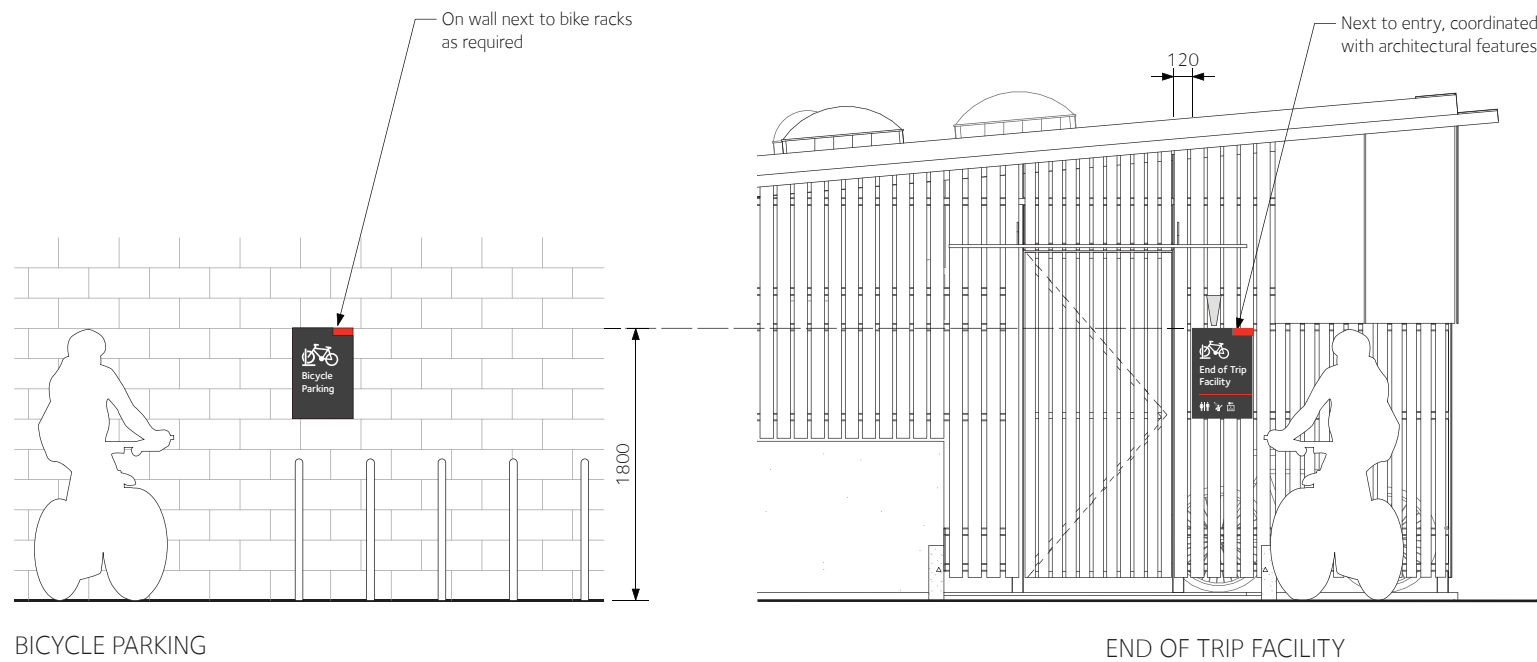 On wall next to bike racks
as required
Next to entry, coordinated
with architectural features
120
Bicycle
Parking
End of Trip
Facility
1800
BICYCLE PARKING
END OF TRIP FACILITY